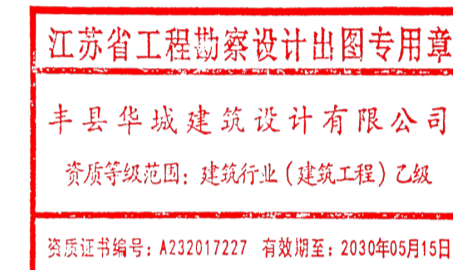 江苏省工程勘察设计出图专用章
丰县华城建筑设计有限公司
资质等级范围：建筑行业（建筑工程）乙级
资质证书编号：A232017227 有效期至：2030年05月15日